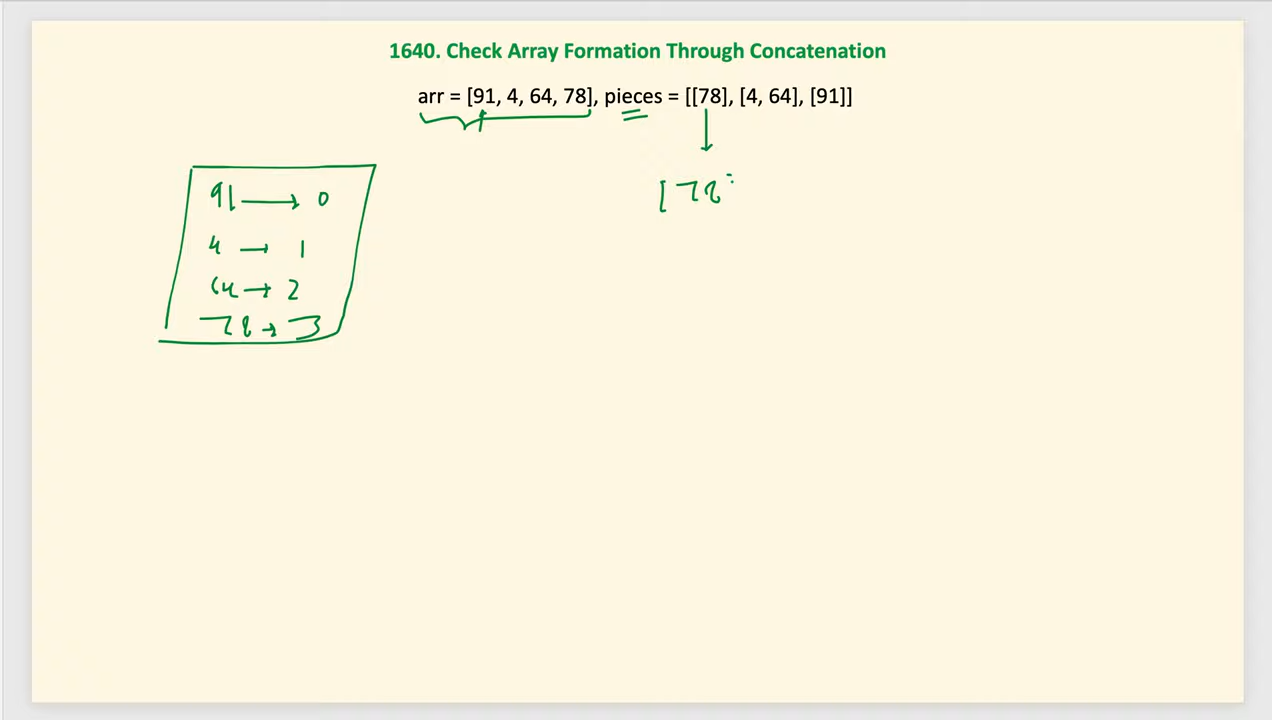 1640. Check Array Formation Through Concatenation
arr = [91, 4, 64, 78], pieces = [[78], [4, 64], [91]]
91 → 0
4 → 1
64 → 2
78 → 3
[78